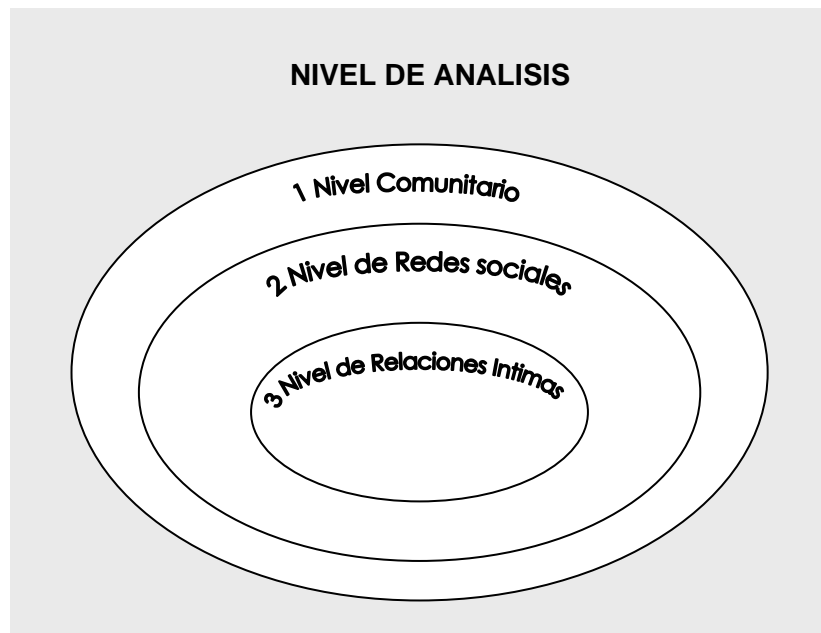 NIVEL DE ANALISIS
1 Nivel Comunitario
2 Nivel de Redes sociales
3 Nivel de Relaciones Intimas